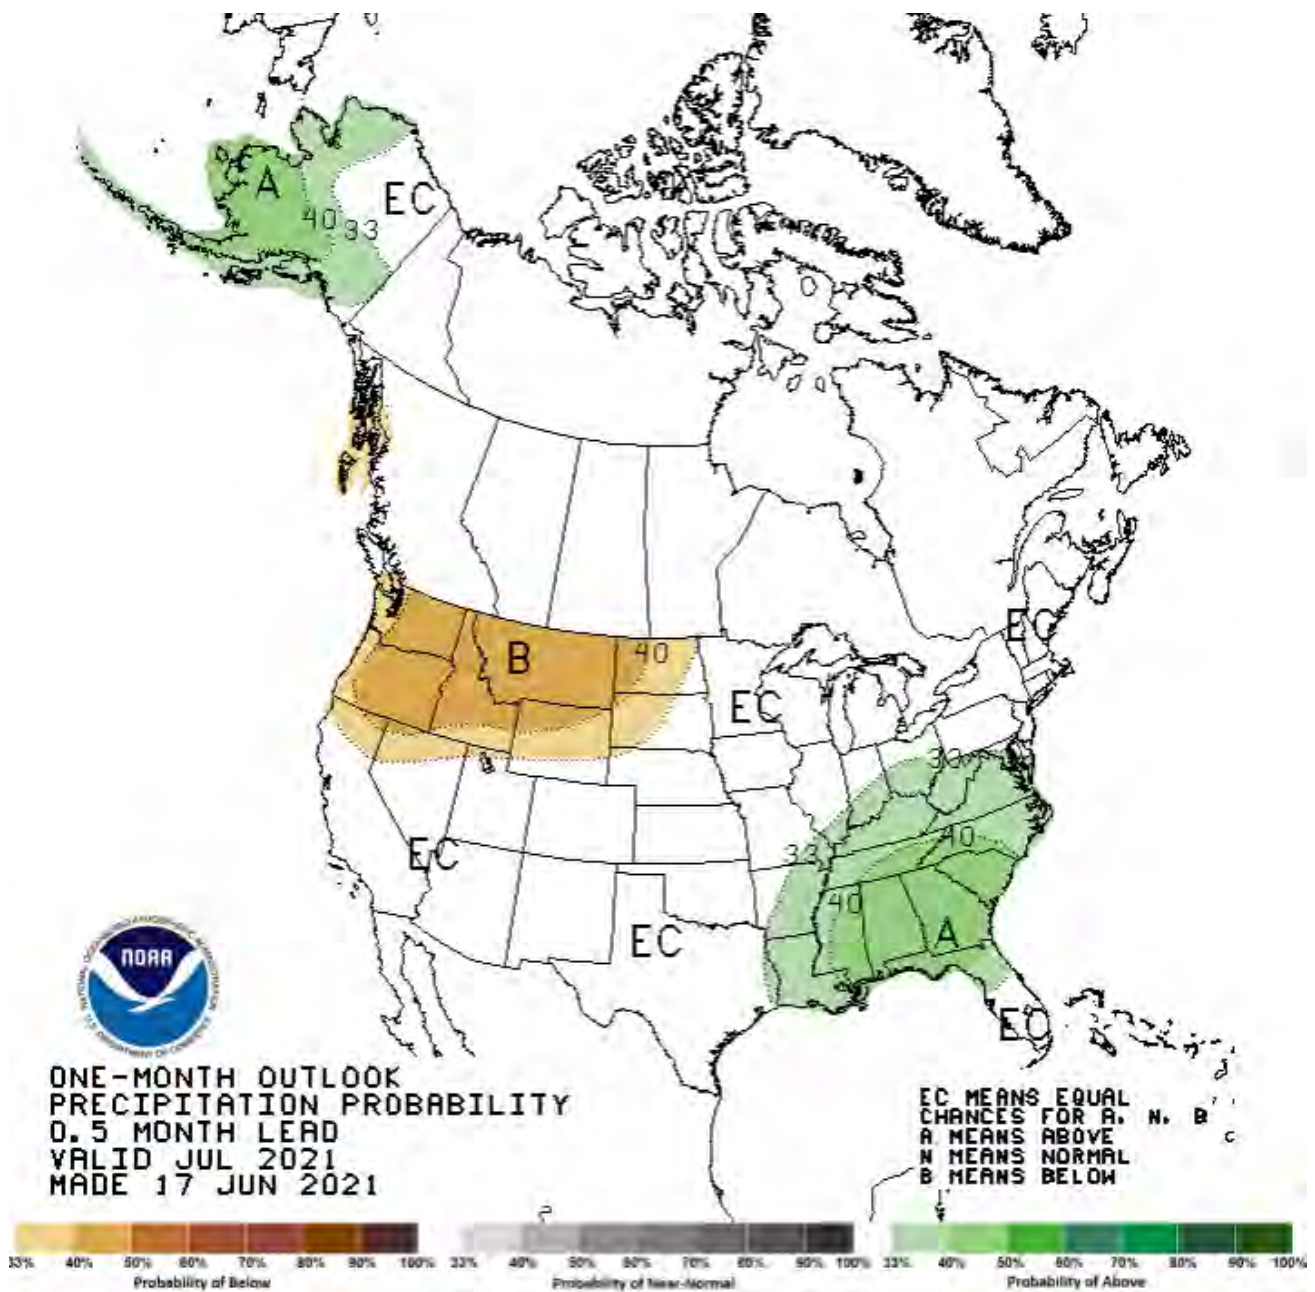 A
EC
40
33
B
40
EC
EC
33
40
33
EC
40
EC
A
EC
NOAA
ONE-MONTH OUTLOOK
PRECIPITATION PROBABILITY
0.5 MONTH LEAD
VALID JUL 2021
MADE 17 JUN 2021
EC MEANS EQUAL
CHANCES FOR A, N, B
A MEANS ABOVE
N MEANS NORMAL
B MEANS BELOW
33% 40% 50% 60% 70% 80% 90% 100%
Probability of Below
33% 40% 50% 60% 70% 80% 90% 100%
Probability of Near-Normal
33% 40% 50% 60% 70% 80% 90% 100%
Probability of Above